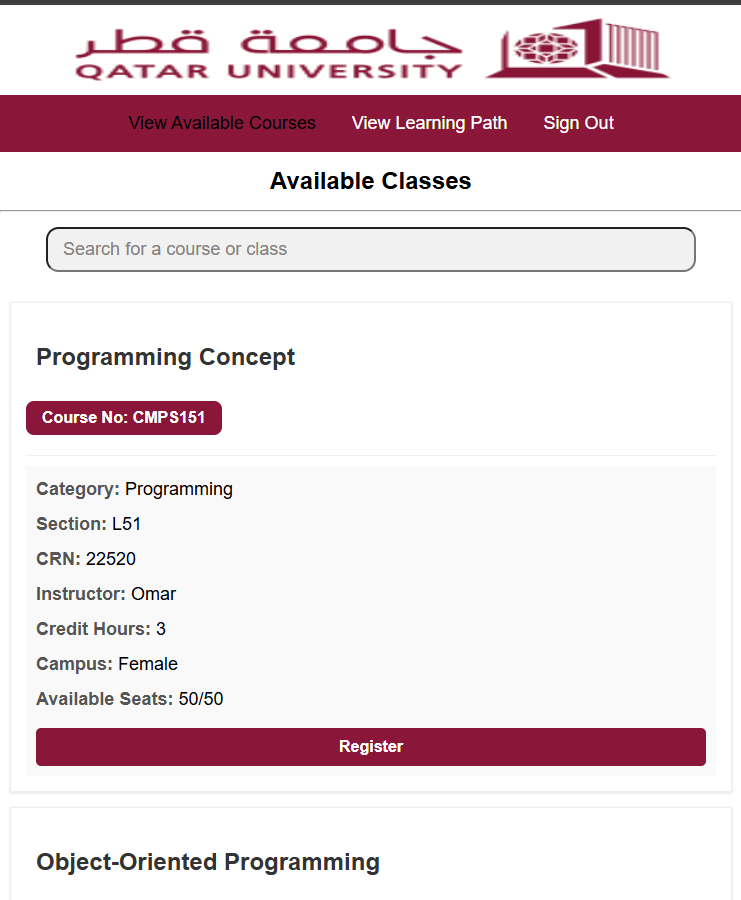 جامعة قطر
QATAR UNIVERSITY
View Available Courses View Learning Path Sign Out
Available Classes
Search for a course or class
Programming Concept
Course No: CMPS151
Category: Programming
Section: L51
CRN: 22520
Instructor: Omar
Credit Hours: 3
Campus: Female
Available Seats: 50/50
Register
Object-Oriented Programming